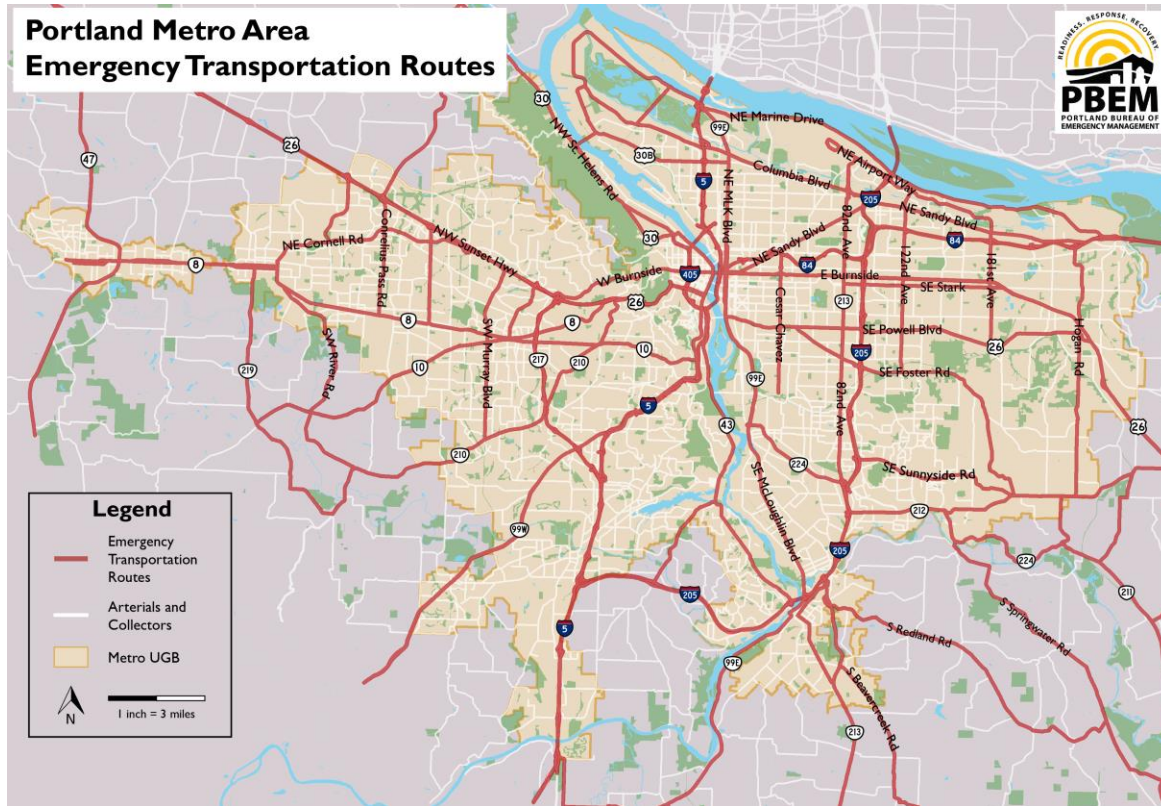 Portland Metro Area
Emergency Transportation Routes
READINESS. RESPONSE. RECOVERY.
PBEM
PORTLAND BUREAU OF
EMERGENCY MANAGEMENT
47
26
30
NW St. Helens Rd
30B
99E
NE Marine Drive
5
NE MLK Blvd
Columbia Blvd
NE Airport Way
82nd Ave
205
NE Sandy Blvd
NE Sandy Blvd
84
84
122nd Ave
181st Ave
NE Cornell Rd
Cornelius Pass Rd
NW Sunset Hwy
30
405
W Burnside
E Burnside
SE Stark
8
26
213
Cesar Chavez
8
8
SE Powell Blvd
26
Hogan Rd
SW River Rd
SW Murray Blvd
10
217
210
10
205
SE Foster Rd
219
99E
82nd Ave
5
43
26
210
224
SE Sunnyside Rd
SE McLoughlin Blvd
212
99W
205
224
211
205
S Springwater Rd
5
S Redland Rd
99E
S Beavercreek Rd
213
Legend
Emergency
Transportation
Routes
Arterials and
Collectors
Metro UGB
N
1 inch = 3 miles